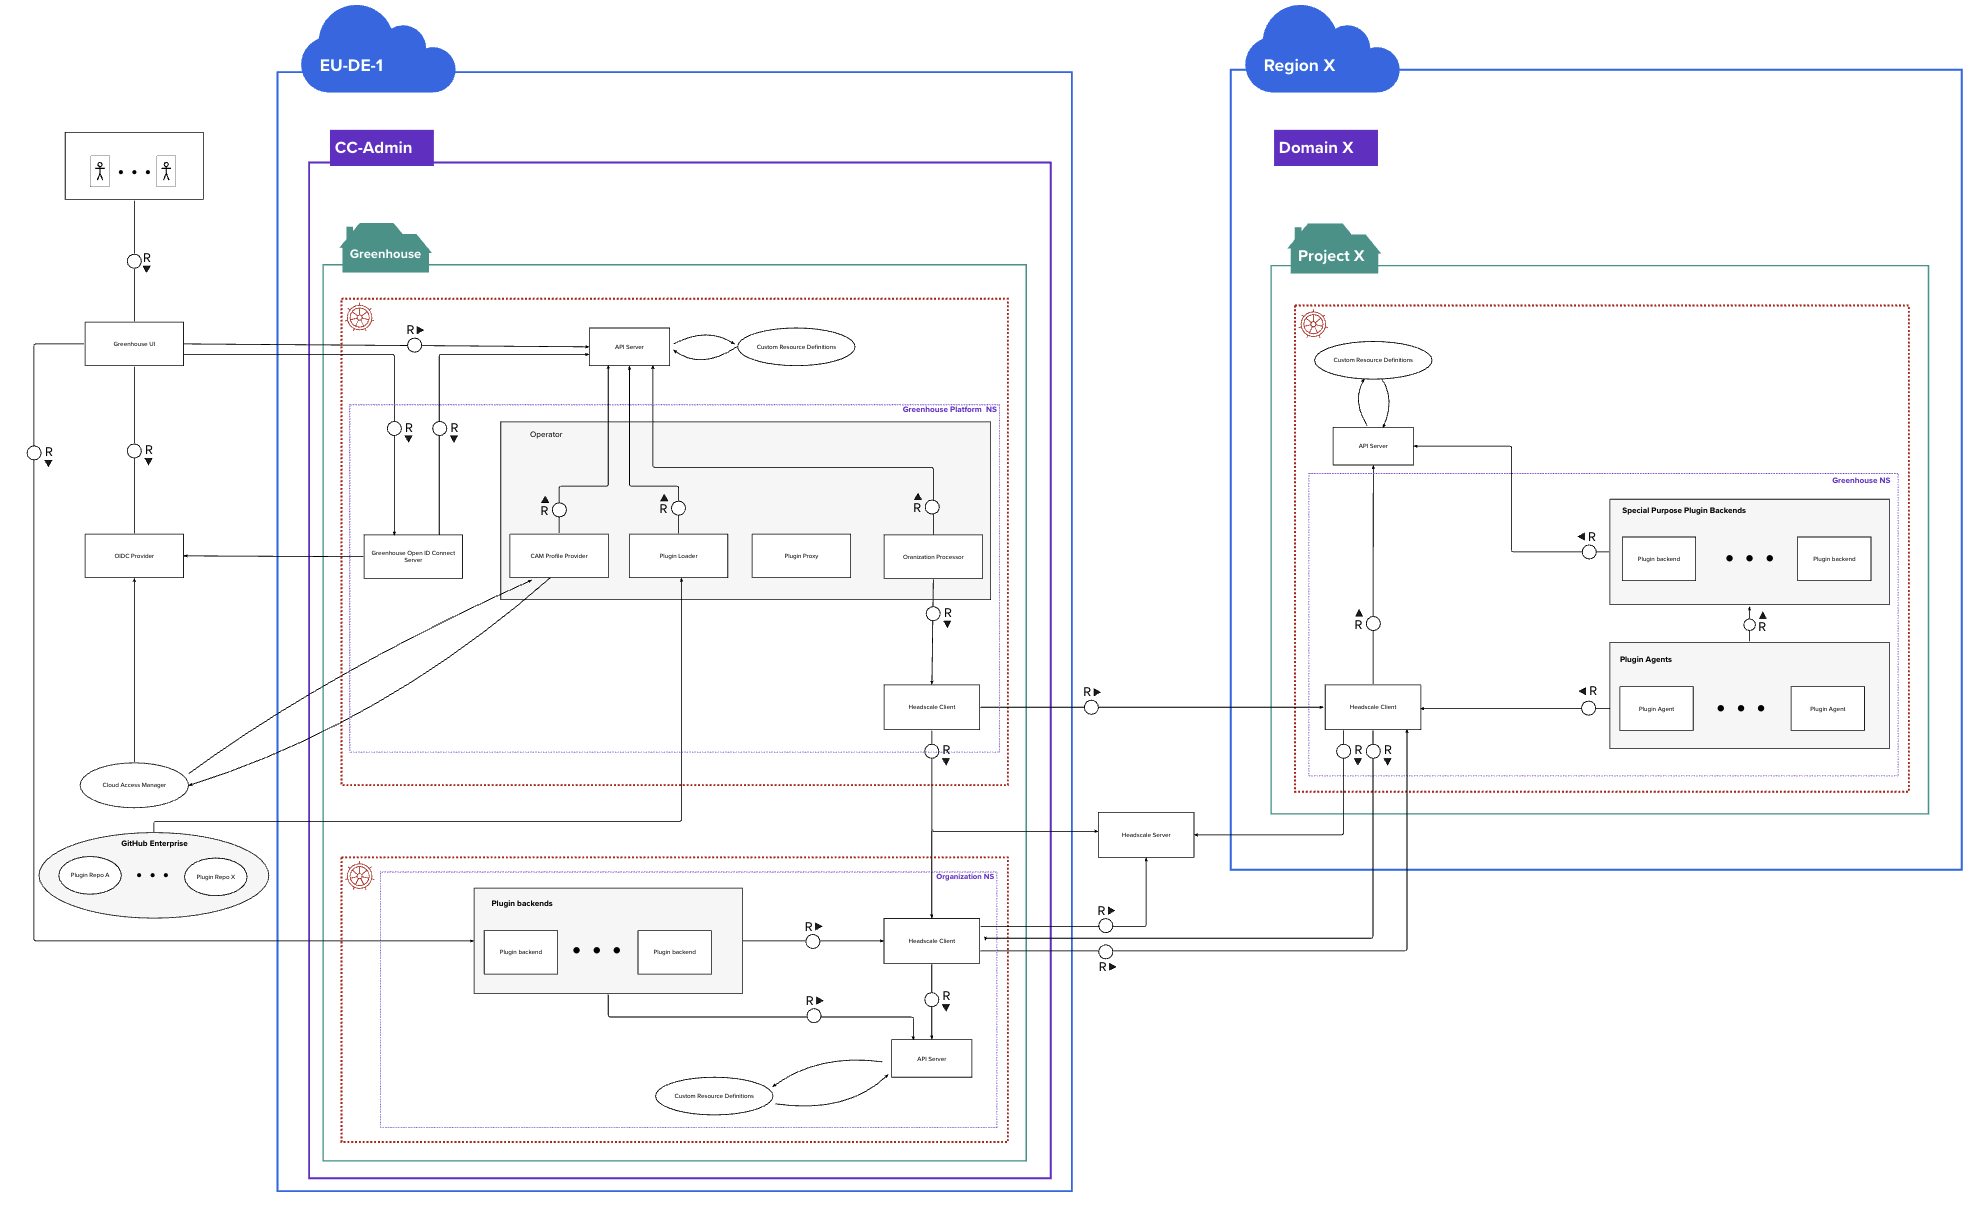 EU-DE-1
Region X
CC-Admin
Domain X
Greenhouse
Project X
R
Greenhouse UI
R
API Server
Custom Resource Definitions
Custom Resource Definitions
Greenhouse Platform NS
R
R
Operator
API Server
R
R
Greenhouse NS
R
R
R
Special Purpose Plugin Backends
R
OIDC Provider
Greenhouse Open ID Connect
Server
CAM Profile Provider
Plugin Loader
Plugin Proxy
Oranization Processor
Plugin backend
Plugin backend
R
R
R
Plugin Agents
R
R
Headscale Client
Headscale Client
Plugin Agent
Plugin Agent
R
R
R
Cloud Access Manager
Headscale Server
GitHub Enterprise
Plugin Repo A
Plugin Repo X
Organization NS
Plugin backends
R
R
Headscale Client
Plugin backend
Plugin backend
R
R
R
API Server
Custom Resource Definitions